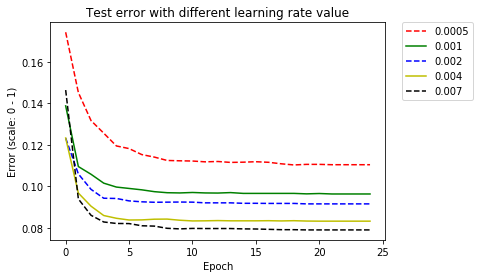 Test error with different learning rate value
0.16
0.14
0.12
0.10
0.08
Error (scale: 0 - 1)
0 5 10 15 20 25
Epoch
0.0005
0.001
0.002
0.004
0.007